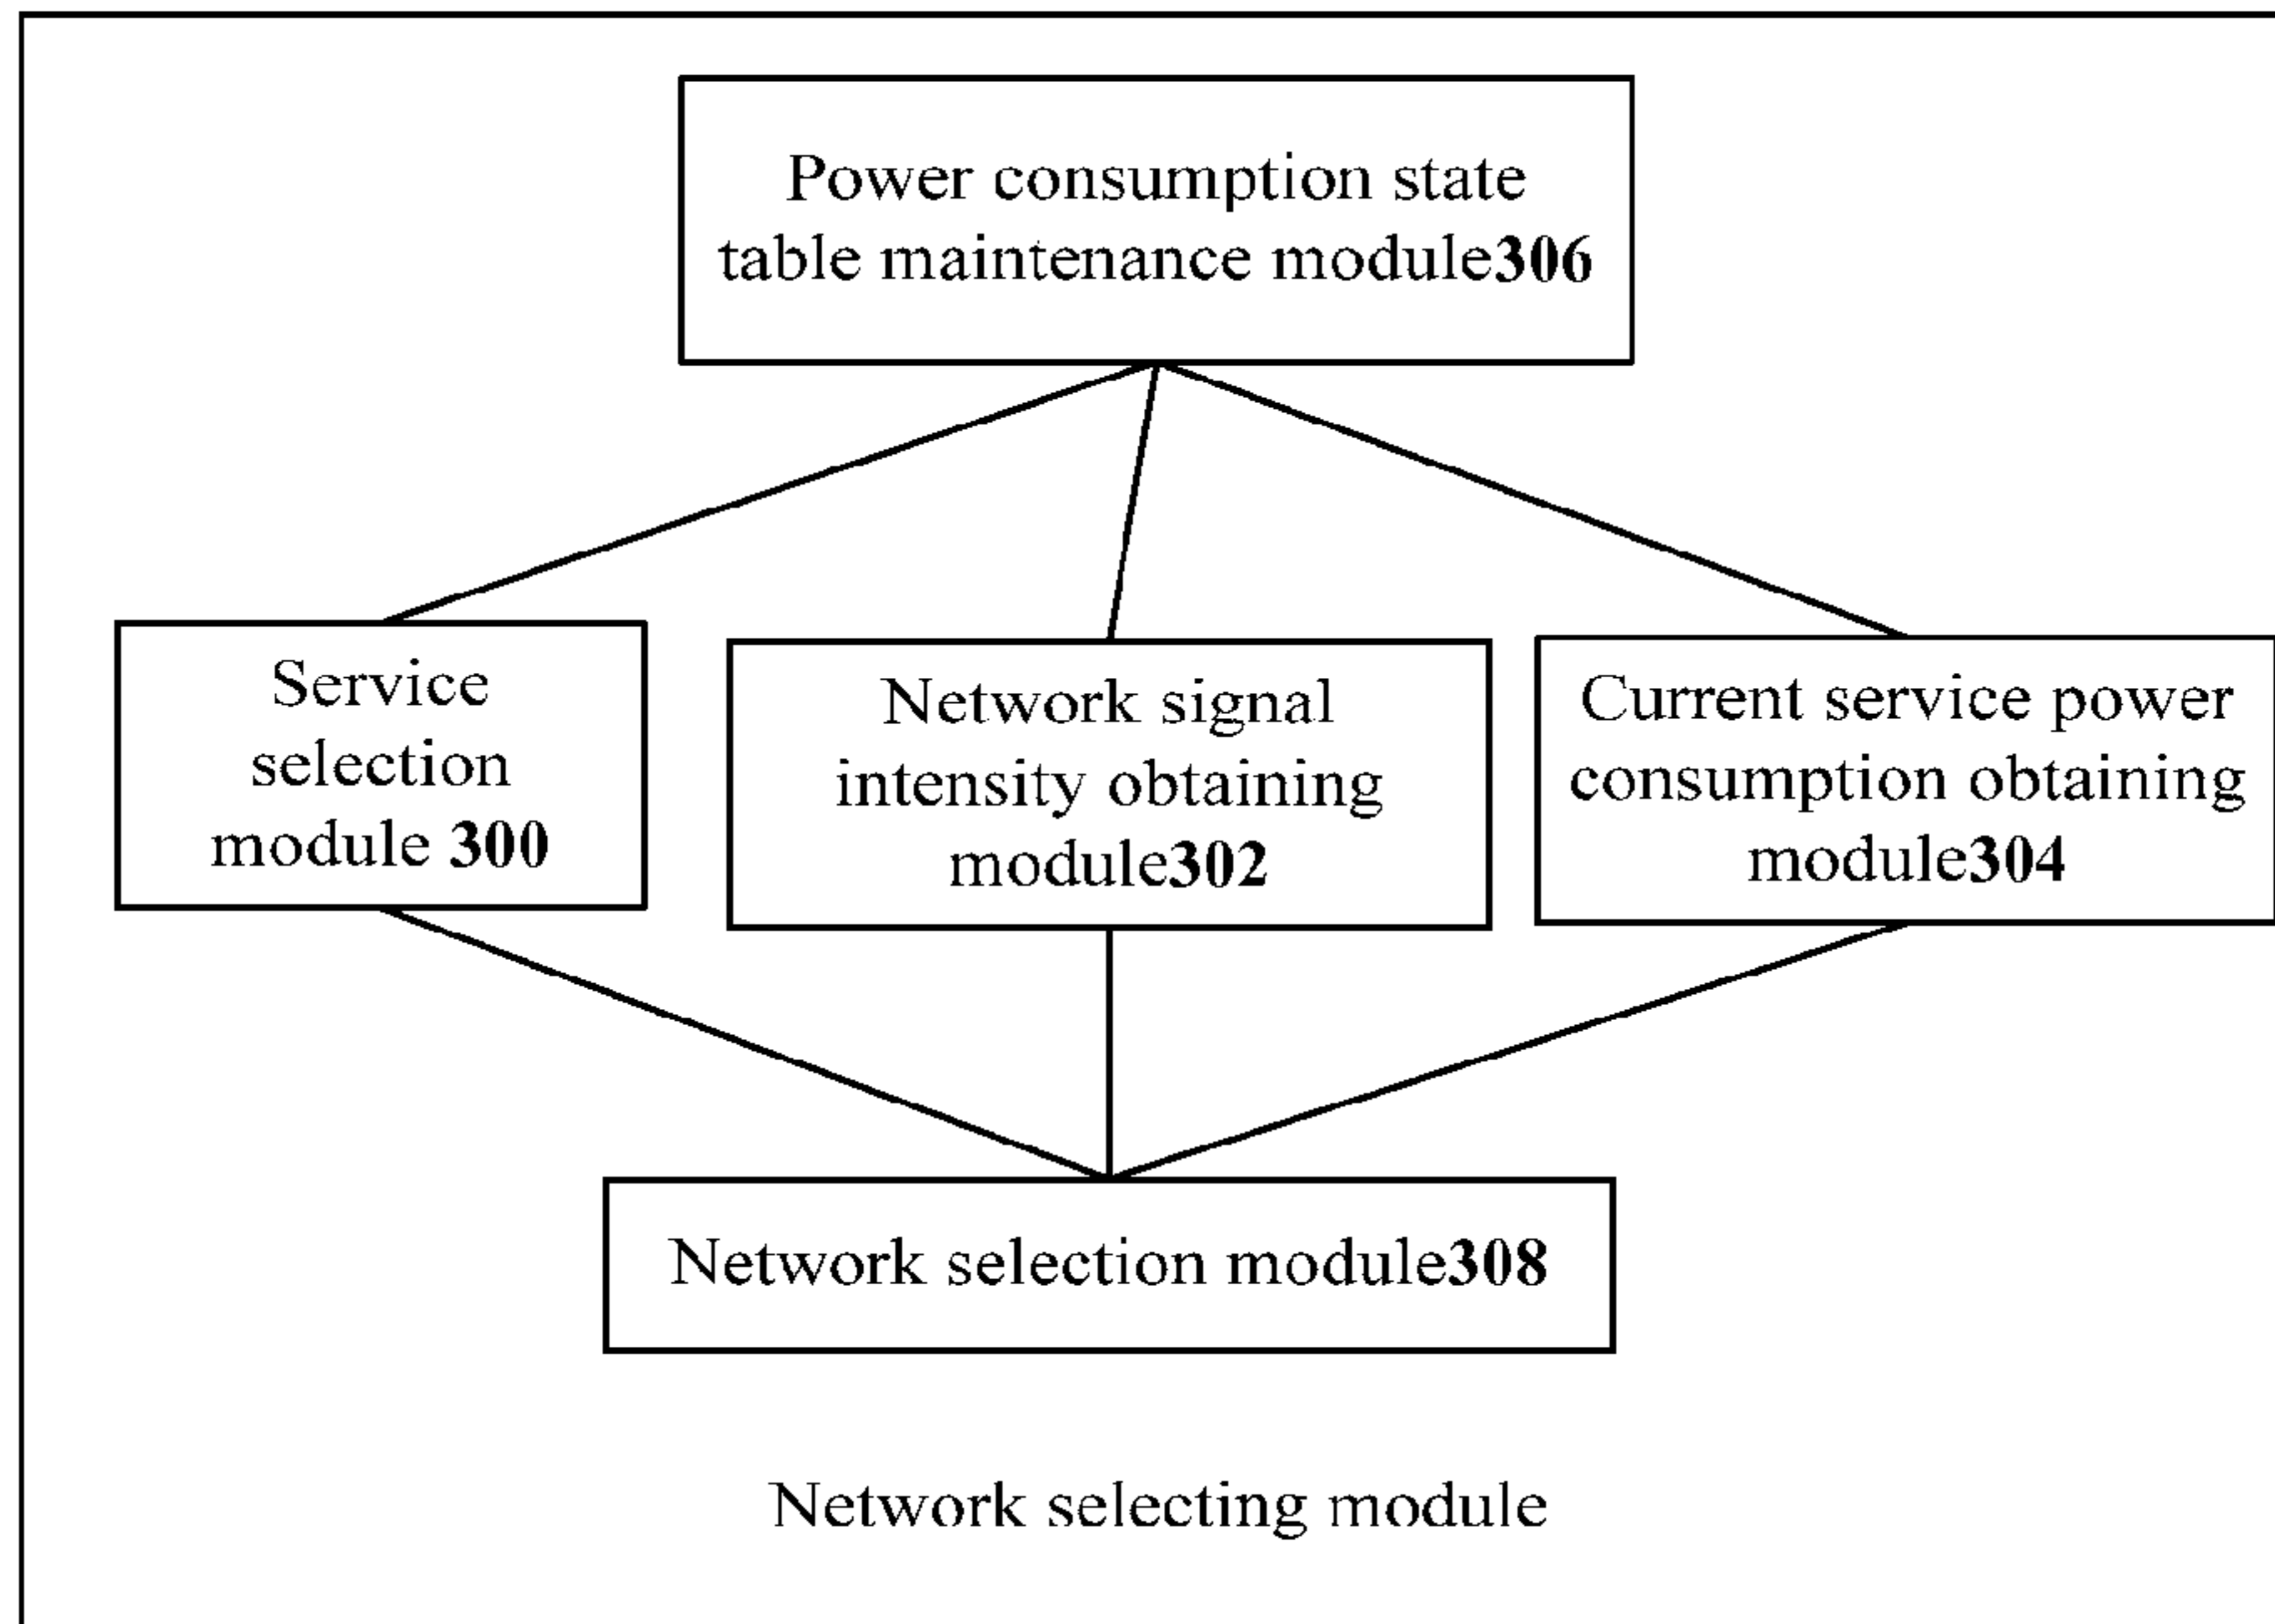 Power consumption state
table maintenance module306
Service
selection
module 300
Network signal
intensity obtaining
module302
Current service power
consumption obtaining
module304
Network selection module308
Network selecting module